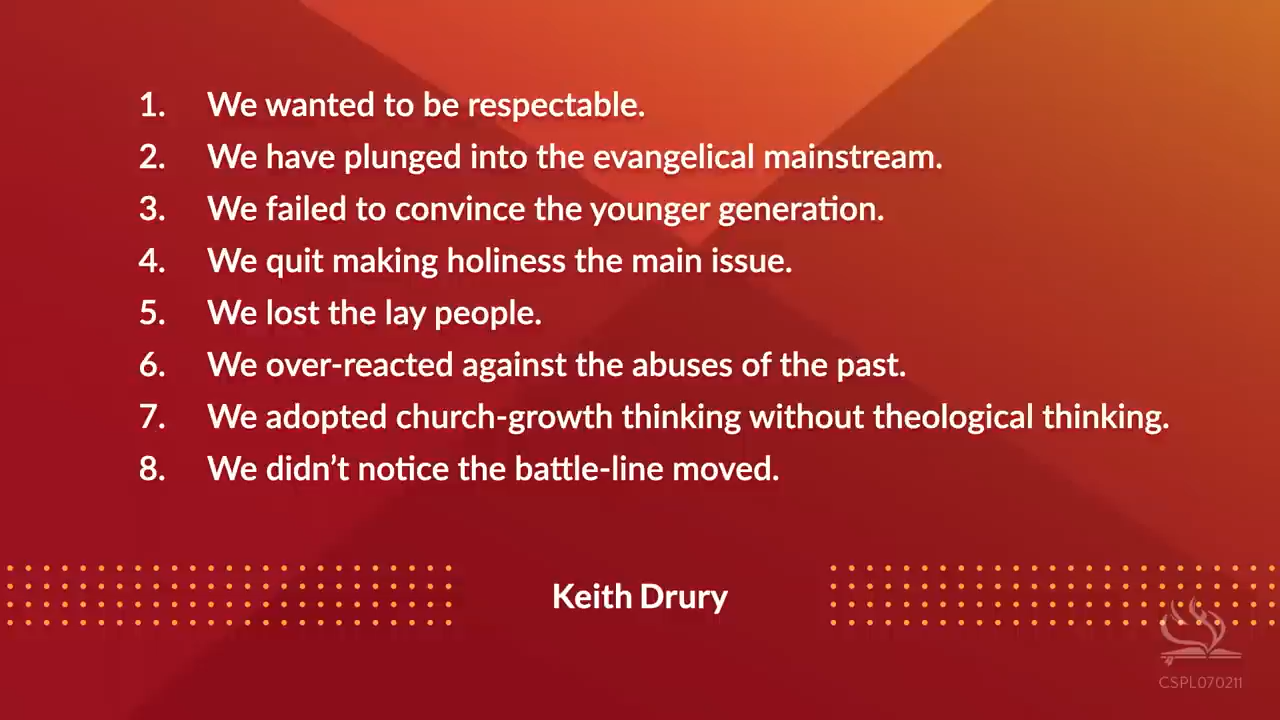 1. We wanted to be respectable.
2. We have plunged into the evangelical mainstream.
3. We failed to convince the younger generation.
4. We quit making holiness the main issue.
5. We lost the lay people.
6. We over-reacted against the abuses of the past.
7. We adopted church-growth thinking without theological thinking.
8. We didn’t notice the battle-line moved.
Keith Drury
CSPL070211